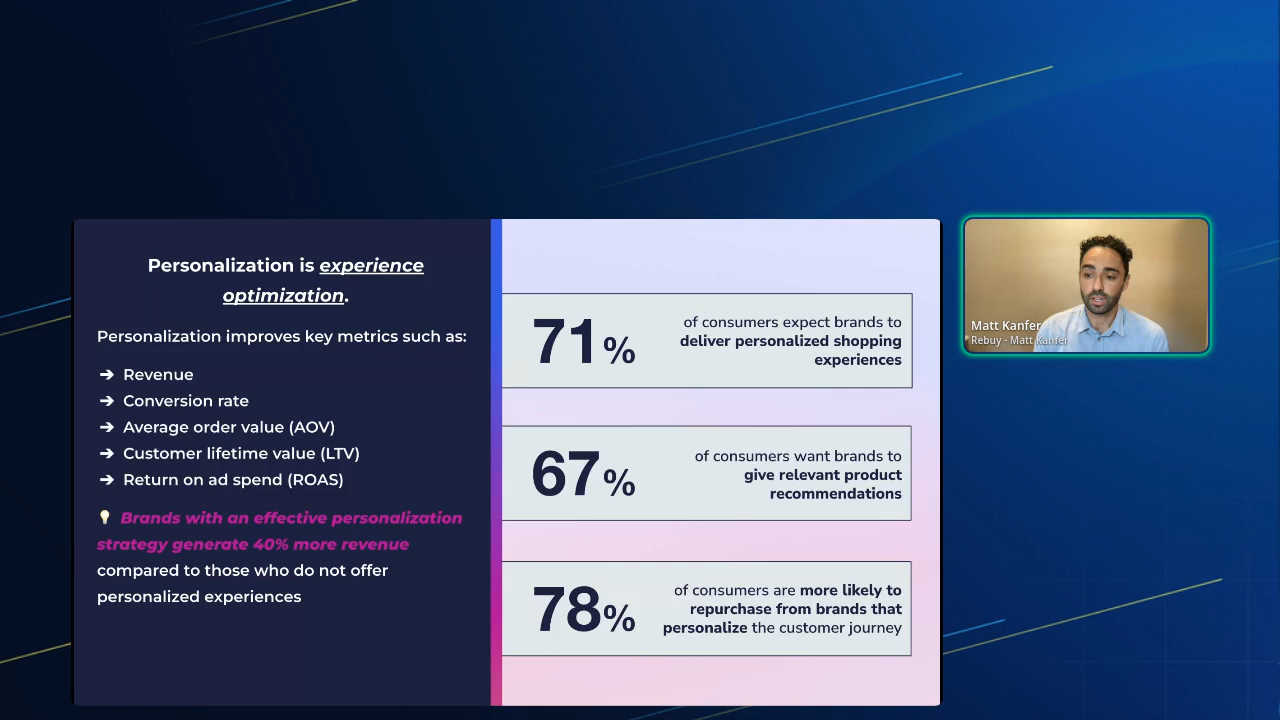 Personalization is experience
optimization.
Personalization improves key metrics such as:
➔ Revenue
➔ Conversion rate
➔ Average order value (AOV)
➔ Customer lifetime value (LTV)
➔ Return on ad spend (ROAS)
💡 Brands with an effective personalization
strategy generate 40% more revenue
compared to those who do not offer
personalized experiences
71%
of consumers expect brands to
deliver personalized shopping
experiences
67%
of consumers want brands to
give relevant product
recommendations
78%
of consumers are more likely to
repurchase from brands that
personalize the customer journey
Matt Kanfer
Rebuy - Matt Kanfer